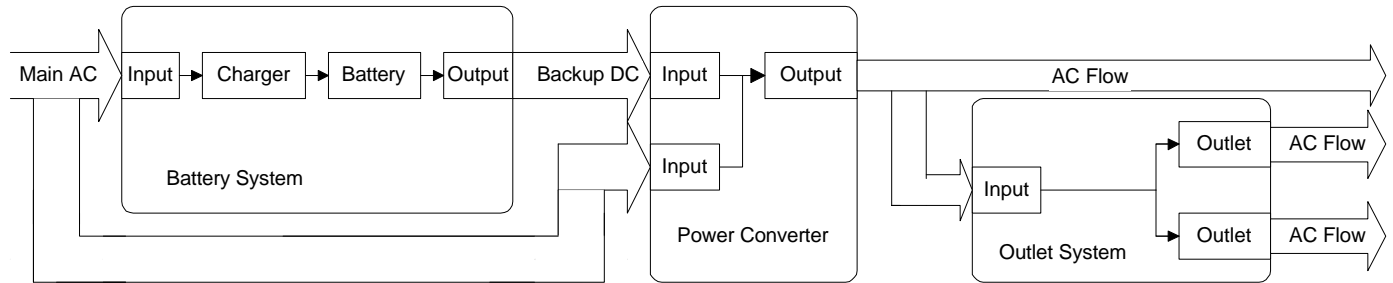 Main AC
Input
Charger
Battery
Output
Backup DC
Input
Output
AC Flow
Input
Battery System
Power Converter
Input
Outlet
AC Flow
Outlet
AC Flow
Outlet System